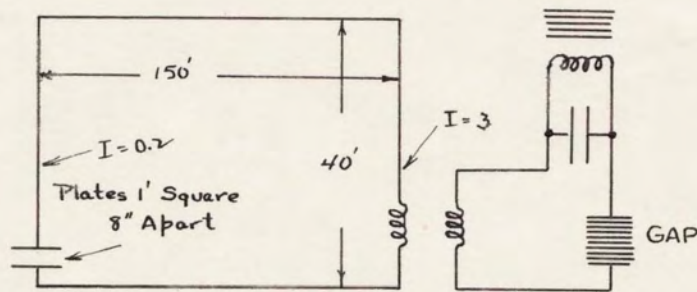 150'
I = 0.2
Plates 1' Square
8" Apart
40'
I = 3
GAP